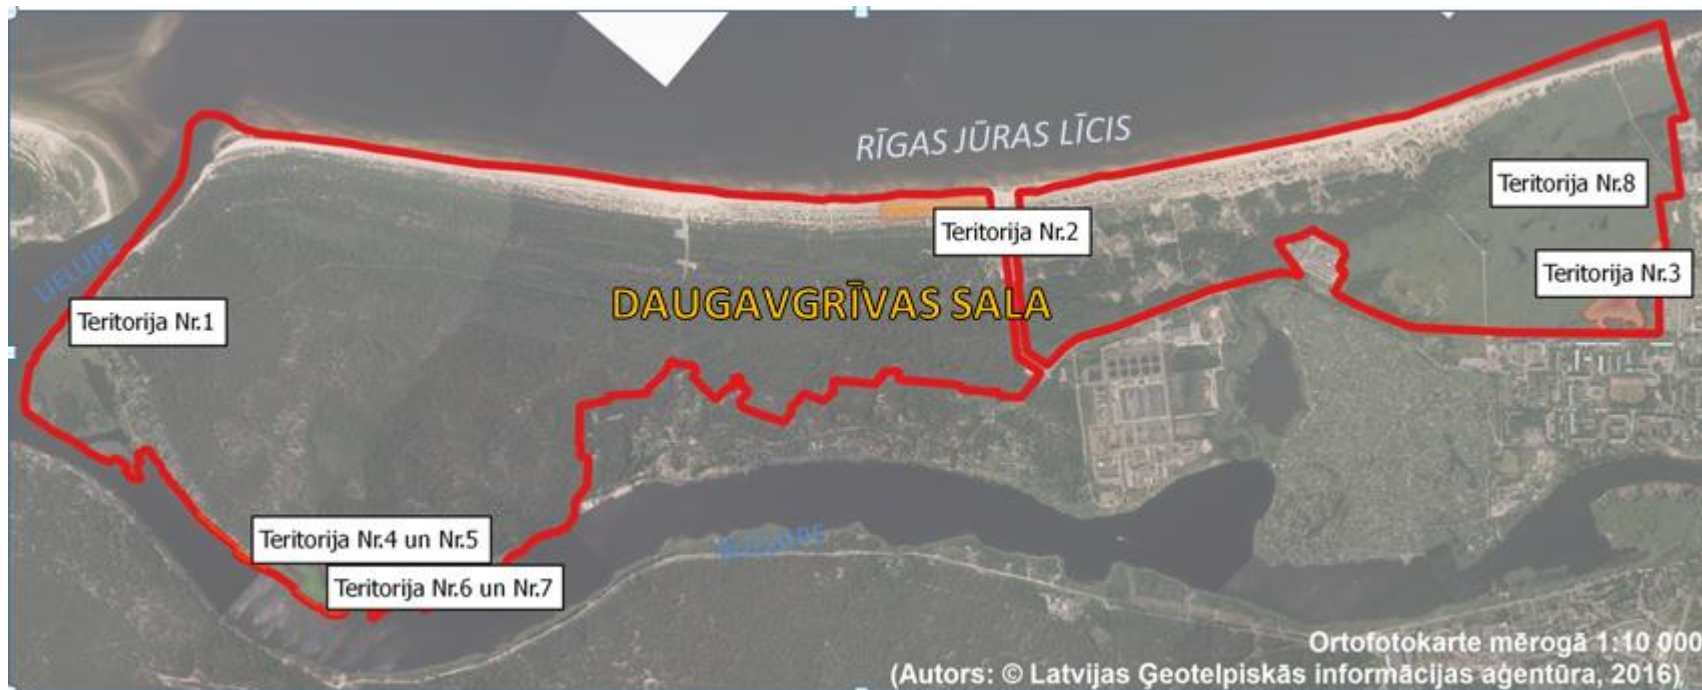 RĪGAS JŪRAS LĪCIS
Teritorija Nr.8
Teritorija Nr.2
LIELUPE
Teritorija Nr.3
DAUGAVGRĪVAS SALA
Teritorija Nr.1
Teritorija Nr.4 un Nr.5
Teritorija Nr.6 un Nr.7
Ortofotokarte mērogā 1:10 000
(Autors: © Latvijas Ģeotelpiskās informācijas aģentūra, 2016)